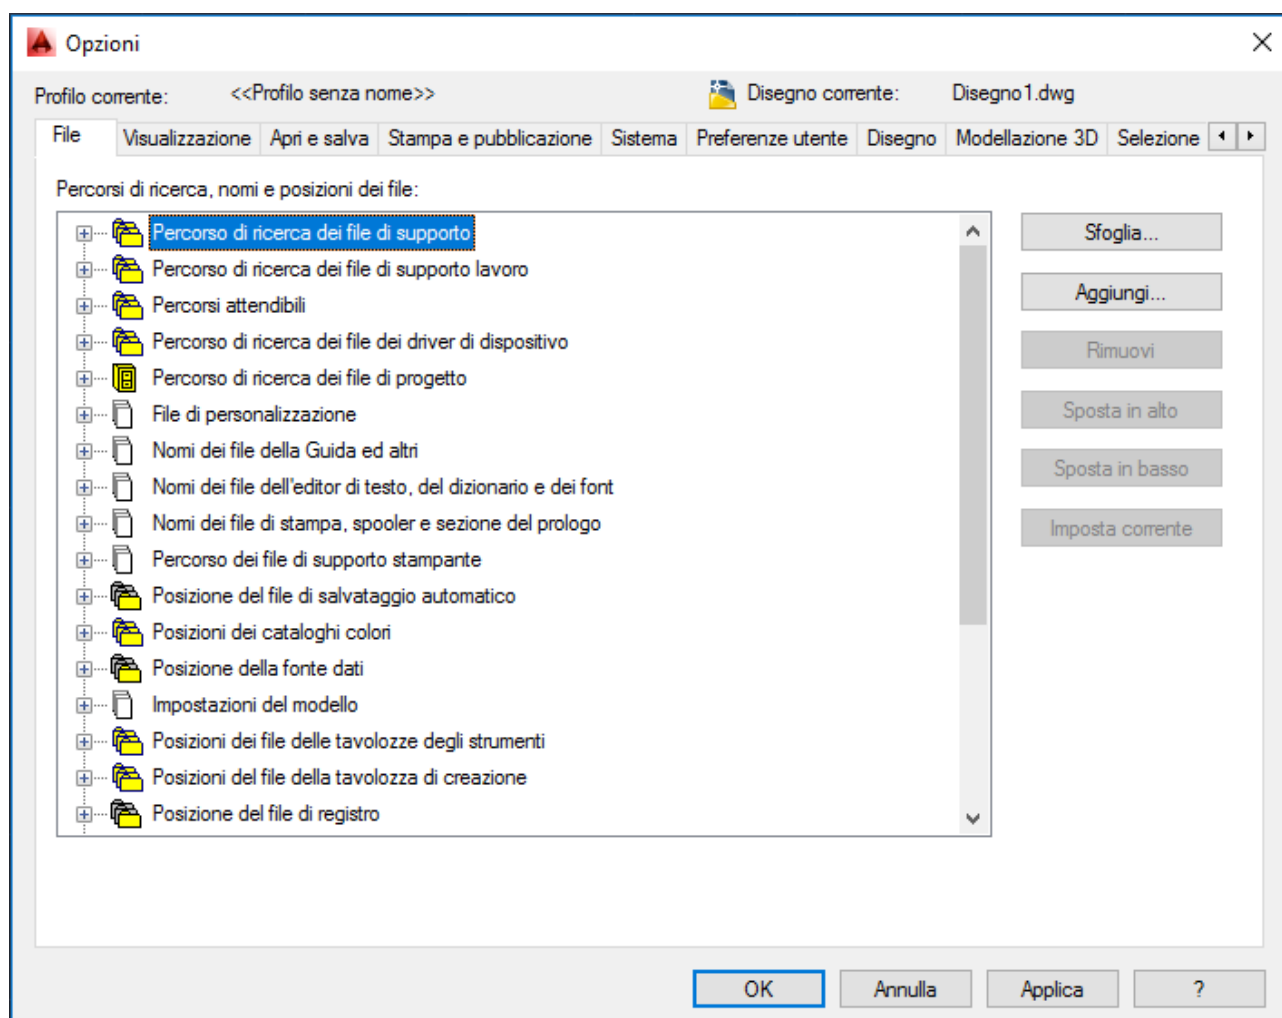 Opzioni
Profilo corrente: <<Profilo senza nome>> Disegno corrente: Disegno1.dwg
File Visualizzazione Apri e salva Stampa e pubblicazione Sistema Preferenze utente Disegno Modellazione 3D Selezione
Percorsi di ricerca, nomi e posizioni dei file:
Percorso di ricerca dei file di supporto
Percorso di ricerca dei file di supporto lavoro
Percorsi attendibili
Percorso di ricerca dei file dei driver di dispositivo
Percorso di ricerca dei file di progetto
File di personalizzazione
Nomi dei file della Guida ed altri
Nomi dei file dell'editor di testo, del dizionario e dei font
Nomi dei file di stampa, spooler e sezione del prologo
Percorso dei file di supporto stampante
Posizione del file di salvataggio automatico
Posizioni dei cataloghi colori
Posizione della fonte dati
Impostazioni del modello
Posizioni dei file delle tavolozze degli strumenti
Posizioni del file della tavolozza di creazione
Posizione del file di registro
Sfoglia...
Aggiungi...
Rimuovi
Sposta in alto
Sposta in basso
Imposta corrente
OK Annulla Applica ?